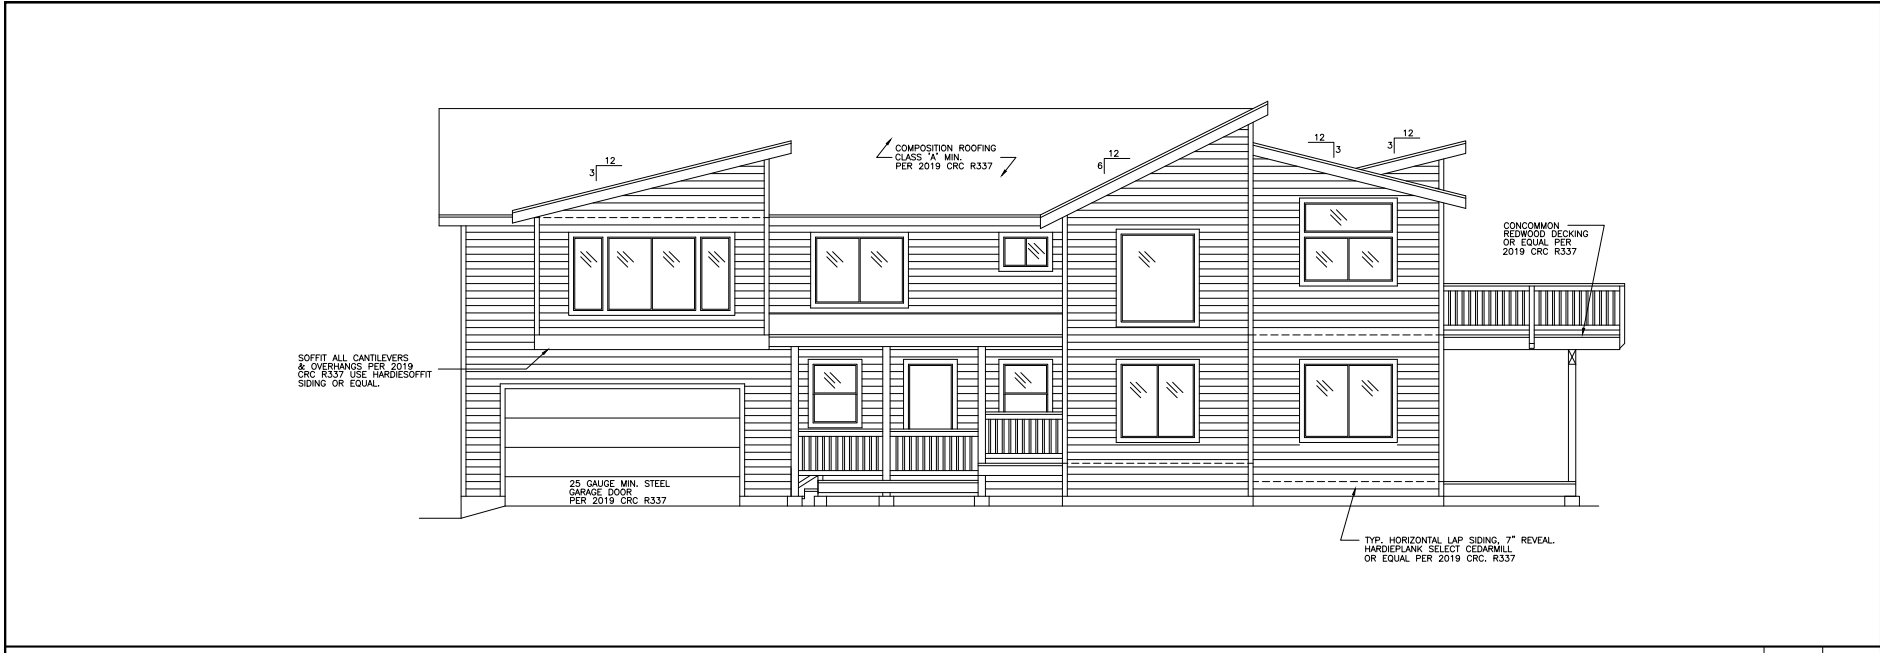 12
3
COMPOSITION ROOFING
CLASS 'A' MIN.
PER 2019 CRC R337
12
6
12
3
12
3
CONCOMMON
REDWOOD DECKING
OR EQUAL PER
2019 CRC R337
SOFFIT ALL CANTILEVERS
& OVERHANGS PER 2019
CRC R337 USE HARDIESOFFIT
SIDING OR EQUAL.
25 GAUGE MIN. STEEL
GARAGE DOOR
PER 2019 CRC R337
TYP. HORIZONTAL LAP SIDING, 7" REVEAL.
HARDIEPLANK SELECT CEDARMILL
OR EQUAL PER 2019 CRC. R337